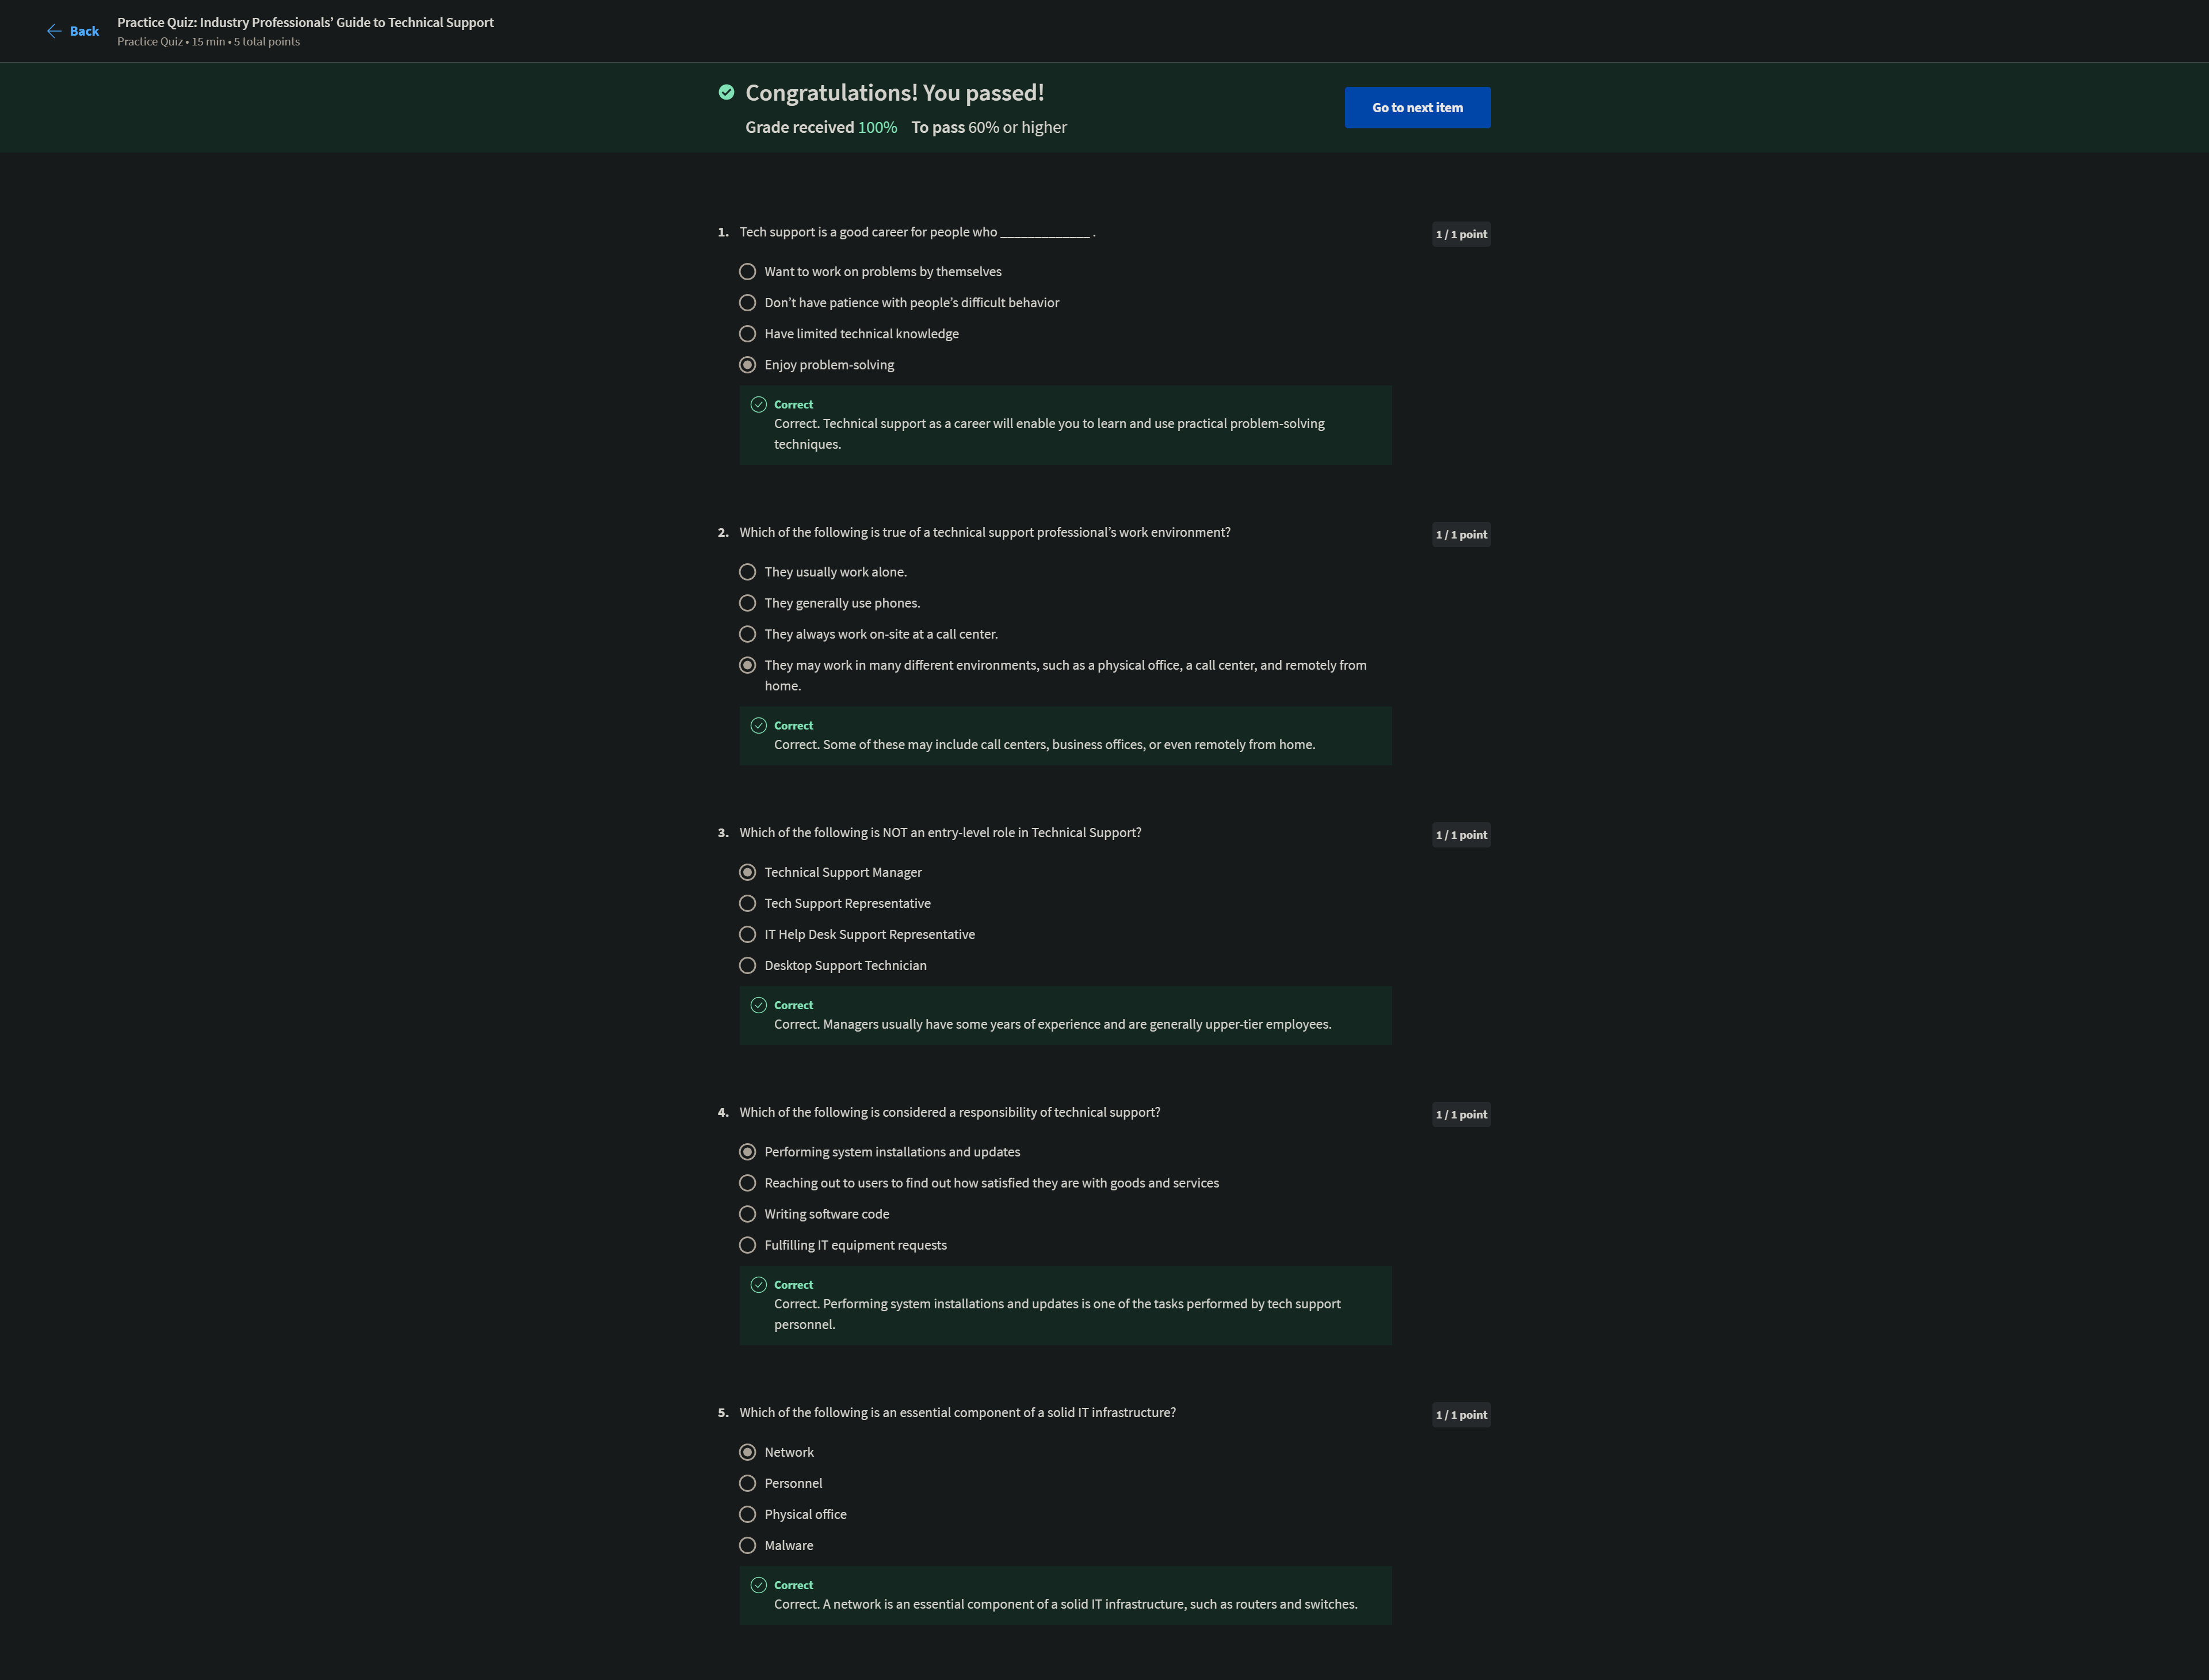 Back
Practice Quiz: Industry Professionals’ Guide to Technical Support
Practice Quiz • 15 min • 5 total points
Congratulations! You passed!
Grade received 100% To pass 60% or higher
Go to next item
1. Tech support is a good career for people who _____________ .
1 / 1 point
Want to work on problems by themselves
Don’t have patience with people’s difficult behavior
Have limited technical knowledge
Enjoy problem-solving
Correct
Correct. Technical support as a career will enable you to learn and use practical problem-solving
techniques.
2. Which of the following is true of a technical support professional’s work environment?
1 / 1 point
They usually work alone.
They generally use phones.
They always work on-site at a call center.
They may work in many different environments, such as a physical office, a call center, and remotely from
home.
Correct
Correct. Some of these may include call centers, business offices, or even remotely from home.
3. Which of the following is NOT an entry-level role in Technical Support?
1 / 1 point
Technical Support Manager
Tech Support Representative
IT Help Desk Support Representative
Desktop Support Technician
Correct
Correct. Managers usually have some years of experience and are generally upper-tier employees.
4. Which of the following is considered a responsibility of technical support?
1 / 1 point
Performing system installations and updates
Reaching out to users to find out how satisfied they are with goods and services
Writing software code
Fulfilling IT equipment requests
Correct
Correct. Performing system installations and updates is one of the tasks performed by tech support
personnel.
5. Which of the following is an essential component of a solid IT infrastructure?
1 / 1 point
Network
Personnel
Physical office
Malware
Correct
Correct. A network is an essential component of a solid IT infrastructure, such as routers and switches.